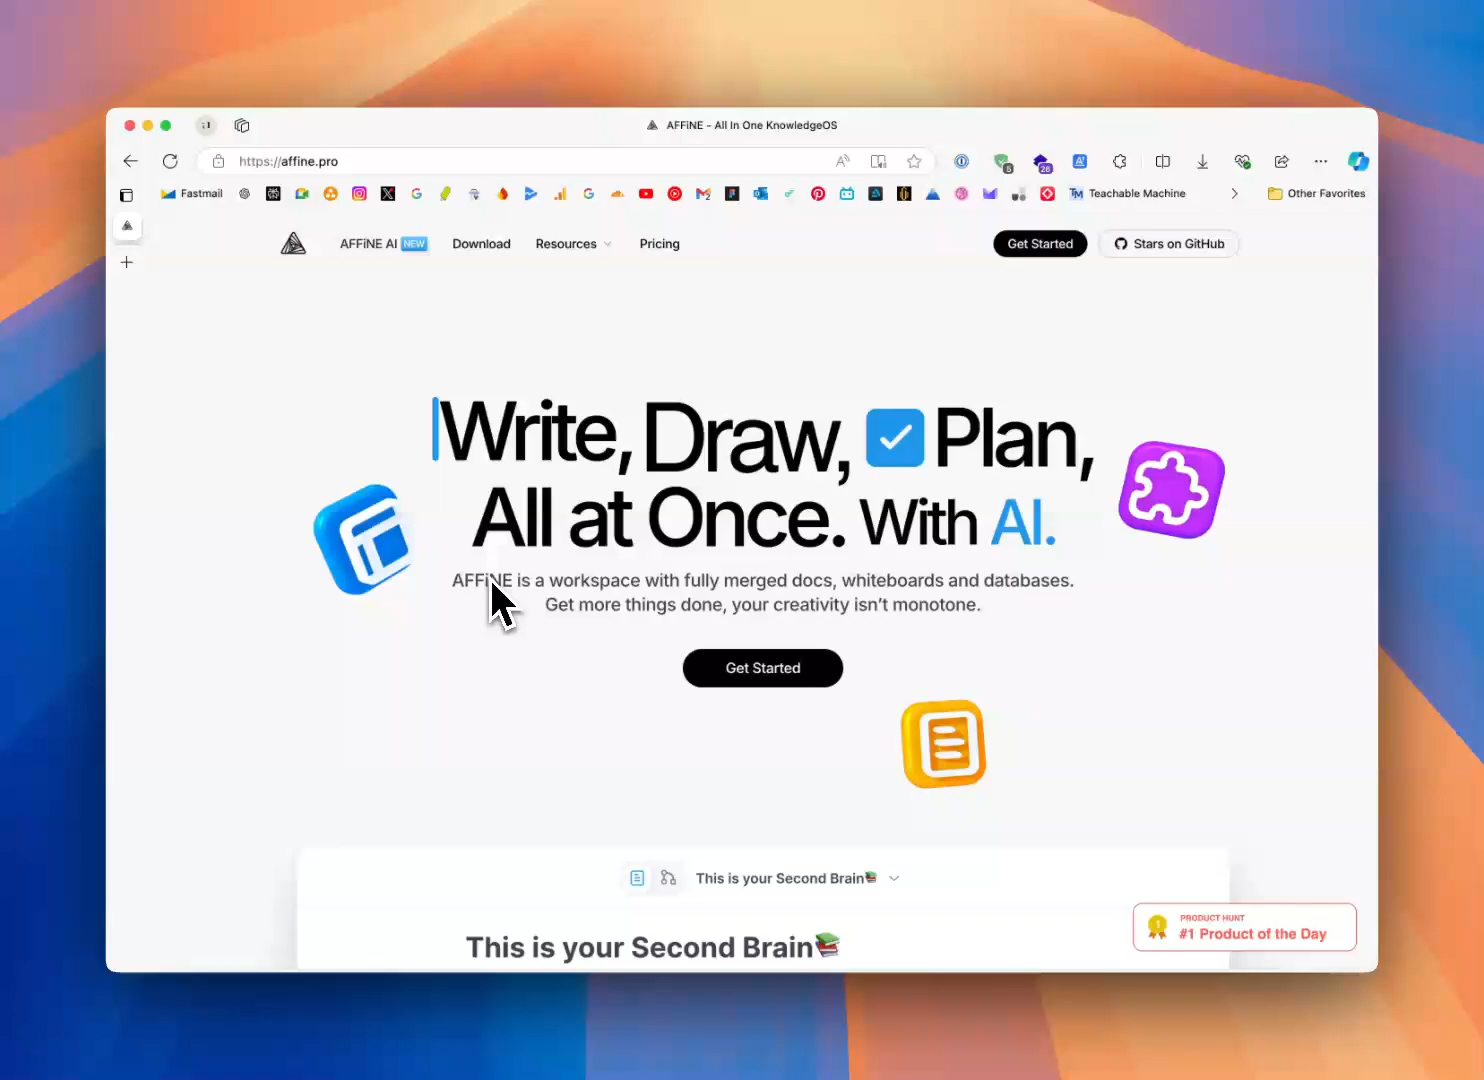 AFFiNE - All In One KnowledgeOS
https://affine.pro
6
26
Fastmail
Teachable Machine
Other Favorites
AFFiNE AI NEW
Download
Resources
Pricing
Get Started
Stars on GitHub
Write, Draw, Plan,
All at Once. With AI.
AFFiNE is a workspace with fully merged docs, whiteboards and databases.
Get more things done, your creativity isn't monotone.
Get Started
This is your Second Brain📚
This is your Second Brain📚
PRODUCT HUNT
#1 Product of the Day